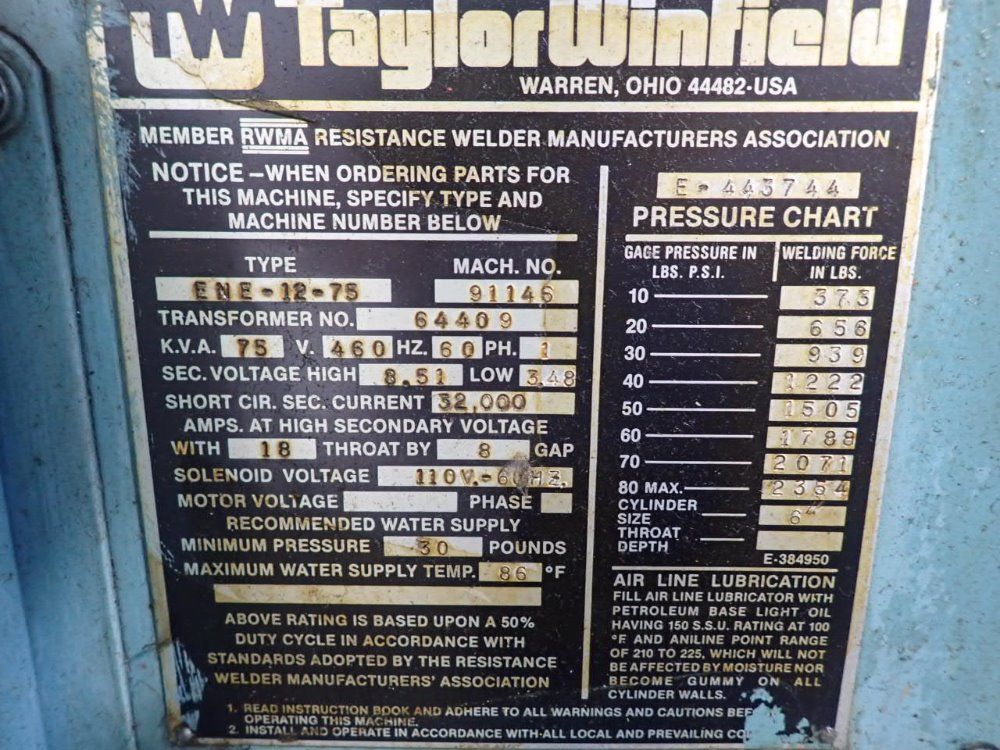 TW TaylorWinfield
WARREN, OHIO 44482-USA
MEMBER RWMA RESISTANCE WELDER MANUFACTURERS ASSOCIATION
NOTICE – WHEN ORDERING PARTS FOR
THIS MACHINE, SPECIFY TYPE AND
MACHINE NUMBER BELOW
TYPE MACH. NO.
ENE-12-75 91146
TRANSFORMER NO. 64409
K.V.A. 75 V. 460 HZ. 60 PH. 1
SEC. VOLTAGE HIGH 8.51 LOW 3.48
SHORT CIR. SEC. CURRENT 32,000
AMPS. AT HIGH SECONDARY VOLTAGE
WITH 18 THROAT BY 8 GAP
SOLENOID VOLTAGE 110V.-60HZ.
MOTOR VOLTAGE PHASE
RECOMMENDED WATER SUPPLY
MINIMUM PRESSURE 30 POUNDS
MAXIMUM WATER SUPPLY TEMP. 86 °F
ABOVE RATING IS BASED UPON A 50%
DUTY CYCLE IN ACCORDANCE WITH
STANDARDS ADOPTED BY THE RESISTANCE
WELDER MANUFACTURERS' ASSOCIATION
E-443744
PRESSURE CHART
GAGE PRESSURE IN WELDING FORCE
LBS. P.S.I. IN LBS.
10 373
20 656
30 939
40 1222
50 1505
60 1788
70 2071
80 MAX. 2354
CYLINDER
SIZE 6"
THROAT
DEPTH
E-384950
AIR LINE LUBRICATION
FILL AIR LINE LUBRICATOR WITH
PETROLEUM BASE LIGHT OIL
HAVING 150 S.S.U. RATING AT 100
°F AND ANILINE POINT RANGE
OF 210 TO 225, WHICH WILL NOT
BE AFFECTED BY MOISTURE NOR
BECOME GUMMY ON ALL
CYLINDER WALLS.
1. READ INSTRUCTION BOOK AND ADHERE TO ALL WARNINGS AND CAUTIONS
OPERATING THIS MACHINE.
2. INSTALL AND OPERATE IN ACCORDANCE WITH ALL LOCAL AND PREVAILING